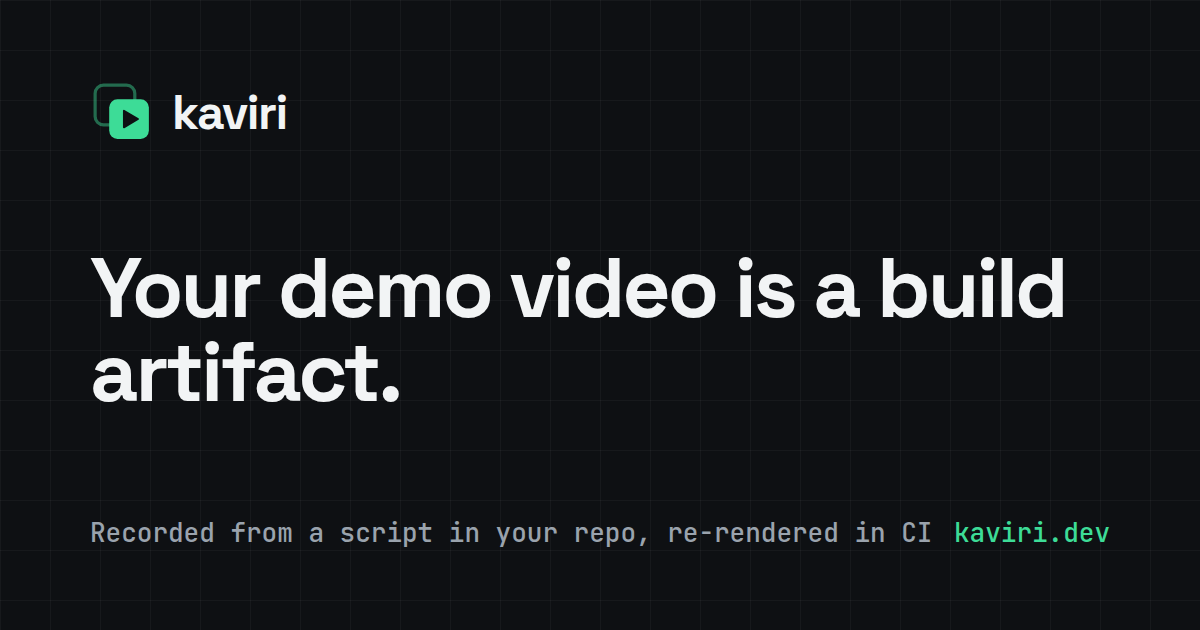 kaviri
Your demo video is a build
artifact.
Recorded from a script in your repo, re-rendered in CI kaviri.dev